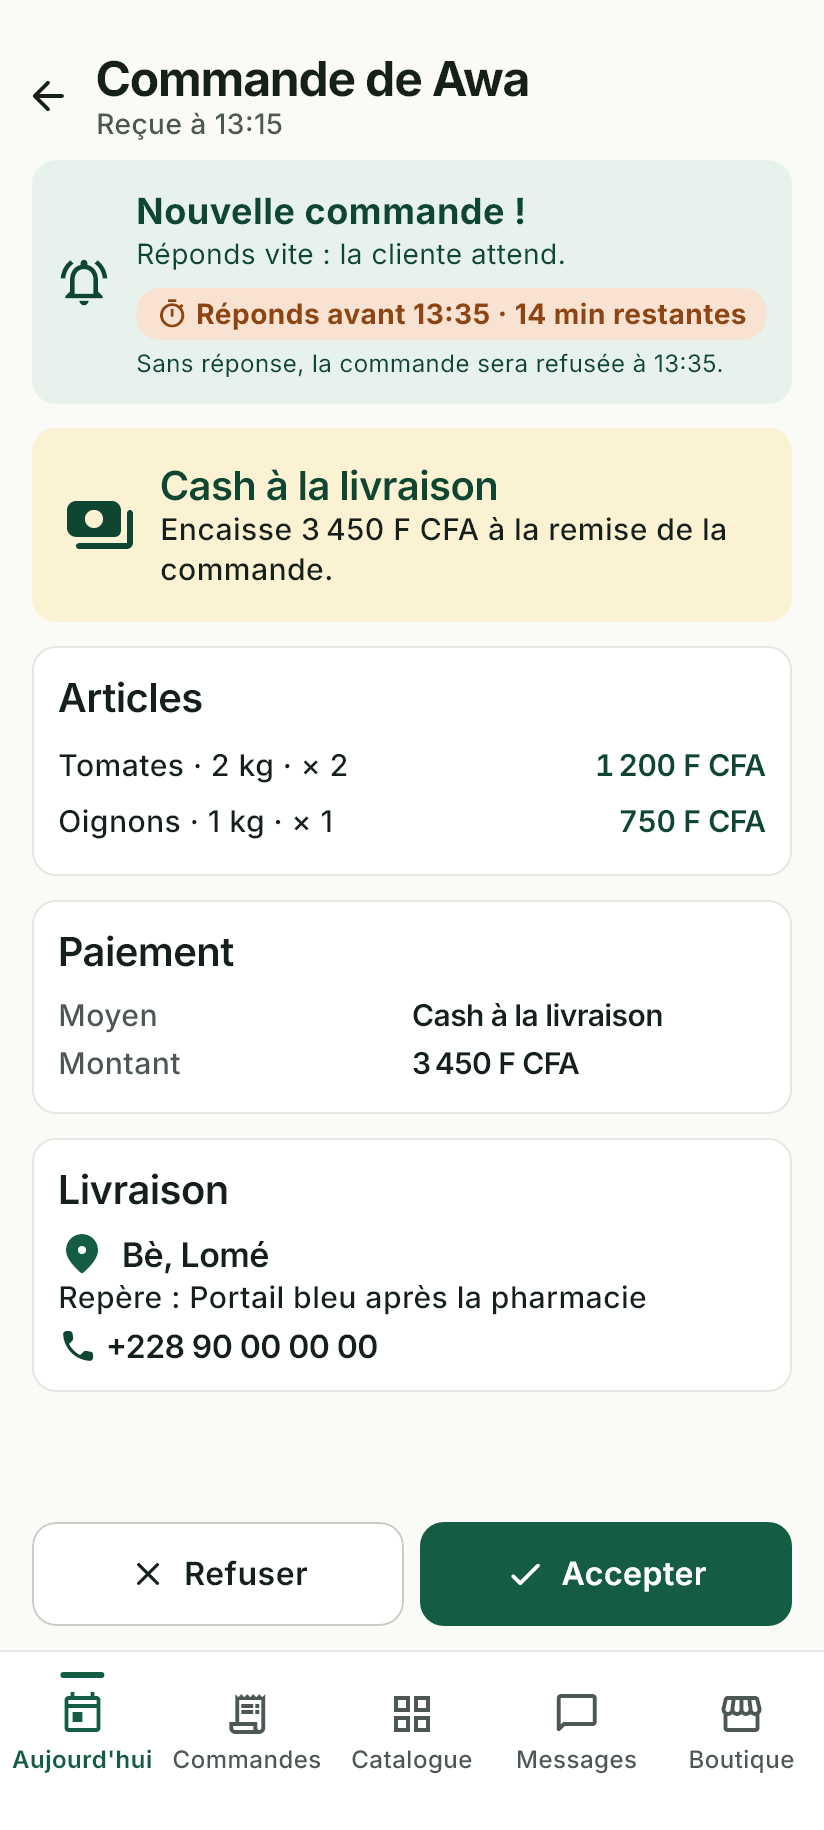 Commande de Awa
Reçue à 13:15
Nouvelle commande !
Réponds vite : la cliente attend.
Réponds avant 13:35 · 14 min restantes
Sans réponse, la commande sera refusée à 13:35.
Cash à la livraison
Encaisse 3 450 F CFA à la remise de la
commande.
Articles
Tomates · 2 kg · × 2 1 200 F CFA
Oignons · 1 kg · × 1 750 F CFA
Paiement
Moyen Cash à la livraison
Montant 3 450 F CFA
Livraison
Bè, Lomé
Repère : Portail bleu après la pharmacie
+228 90 00 00 00
Refuser Accepter
Aujourd'hui Commandes Catalogue Messages Boutique